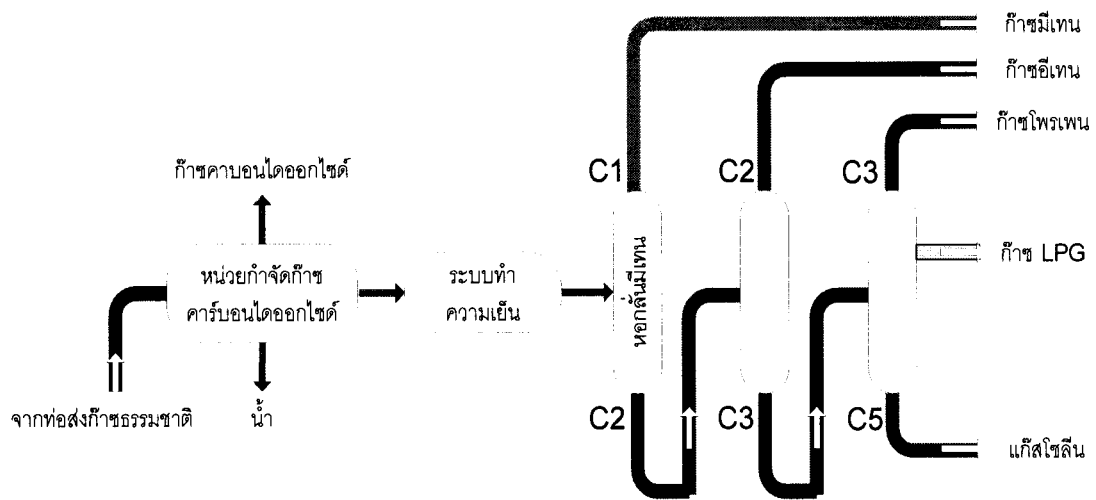 ก๊าซมีเทน
ก๊าซอีเทน
ก๊าซโพรเพน
C1
C2
C3
ก๊าซคาบอนไดออกไซด์
หน่วยกำจัดก๊าซ
คาร์บอนไดออกไซด์
ระบบทำ
ความเย็น
หอกลั่นมีเทน
ก๊าซ LPG
จากท่อส่งก๊าซธรรมชาติ
น้ำ
C2
C3
C5
แก๊สโซลีน